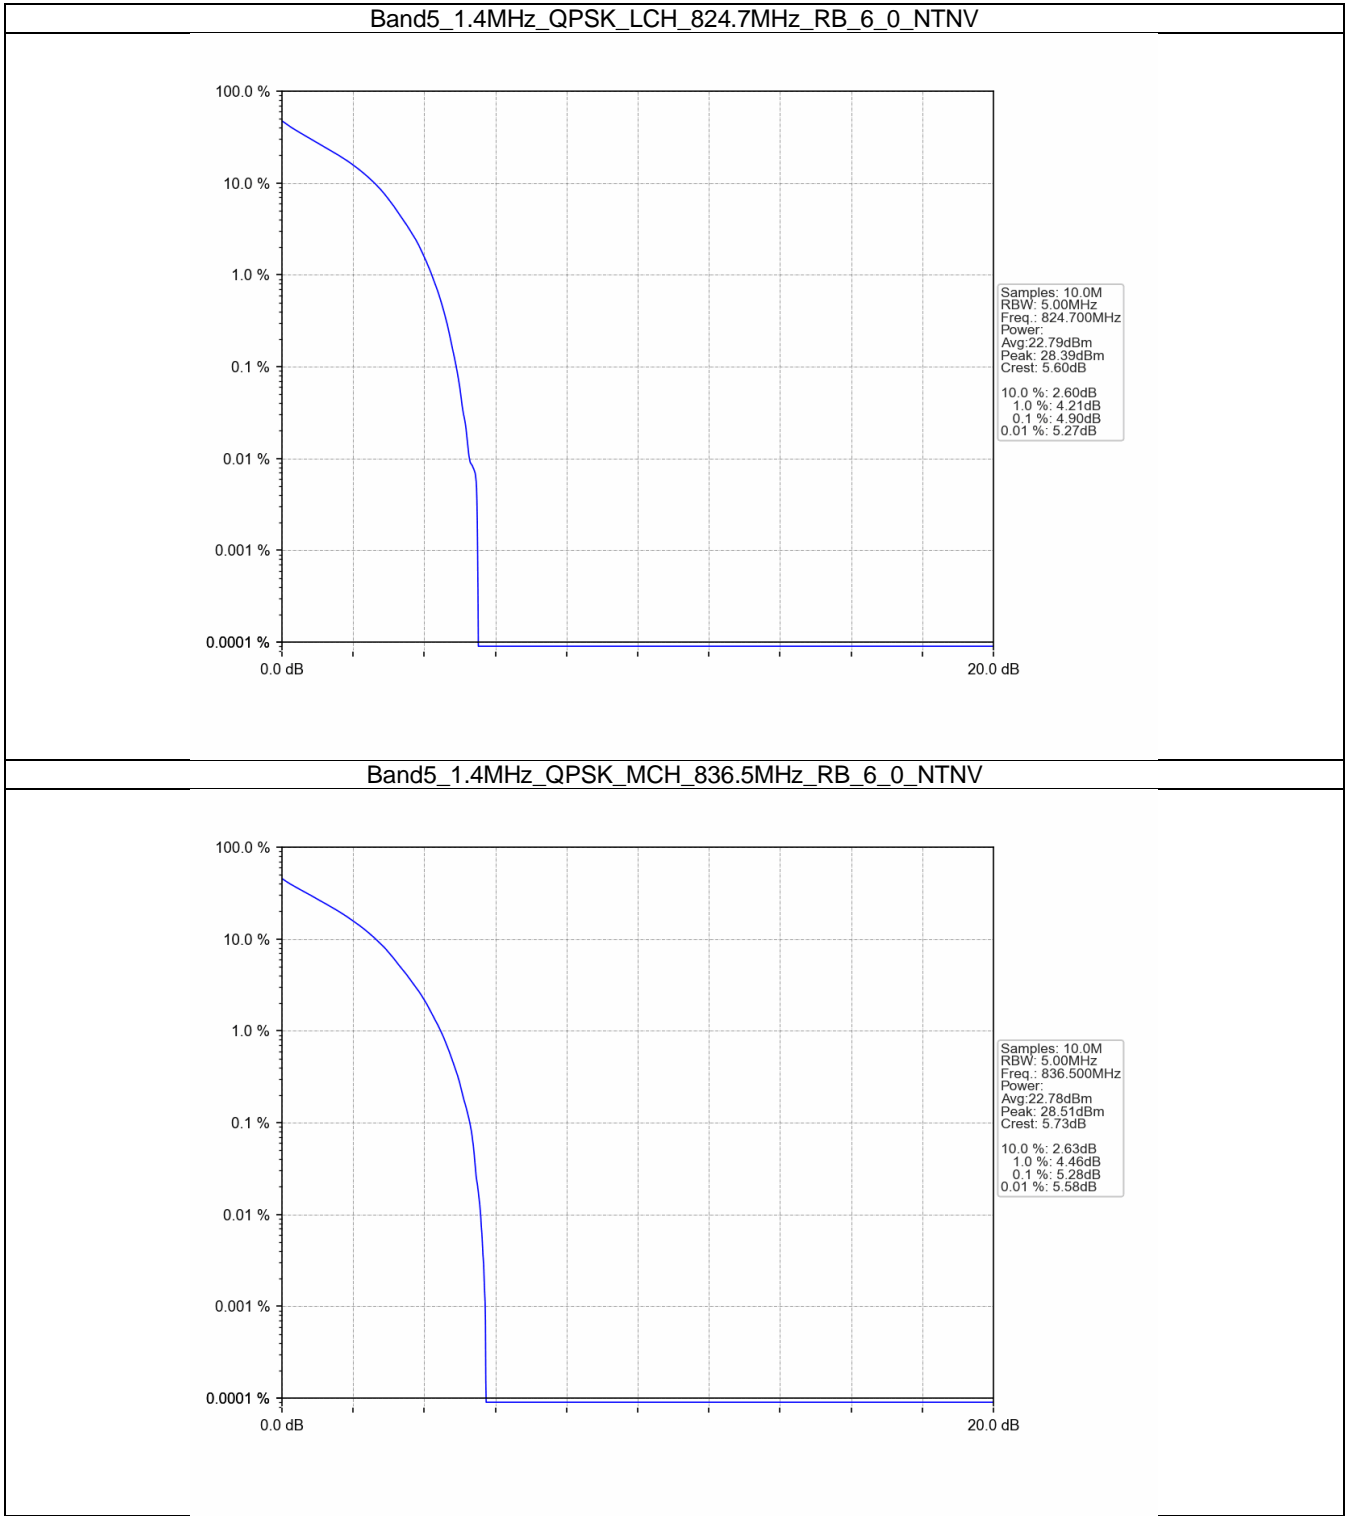 Band5_1.4MHz_QPSK_LCH_824.7MHz_RB_6_0_NTNV
100.0 %
10.0 %
1.0 %
0.1 %
0.01 %
0.001 %
0.0001 %
0.0 dB
20.0 dB
Samples: 10.0M
RBW: 5.00MHz
Freq.: 824.700MHz
Power:
Avg:22.79dBm
Peak: 28.39dBm
Crest: 5.60dB
10.0 %: 2.60dB
1.0 %: 4.21dB
0.1 %: 4.90dB
0.01 %: 5.27dB
Band5_1.4MHz_QPSK_MCH_836.5MHz_RB_6_0_NTNV
100.0 %
10.0 %
1.0 %
0.1 %
0.01 %
0.001 %
0.0001 %
0.0 dB
20.0 dB
Samples: 10.0M
RBW: 5.00MHz
Freq.: 836.500MHz
Power:
Avg:22.78dBm
Peak: 28.51dBm
Crest: 5.73dB
10.0 %: 2.63dB
1.0 %: 4.46dB
0.1 %: 5.28dB
0.01 %: 5.58dB